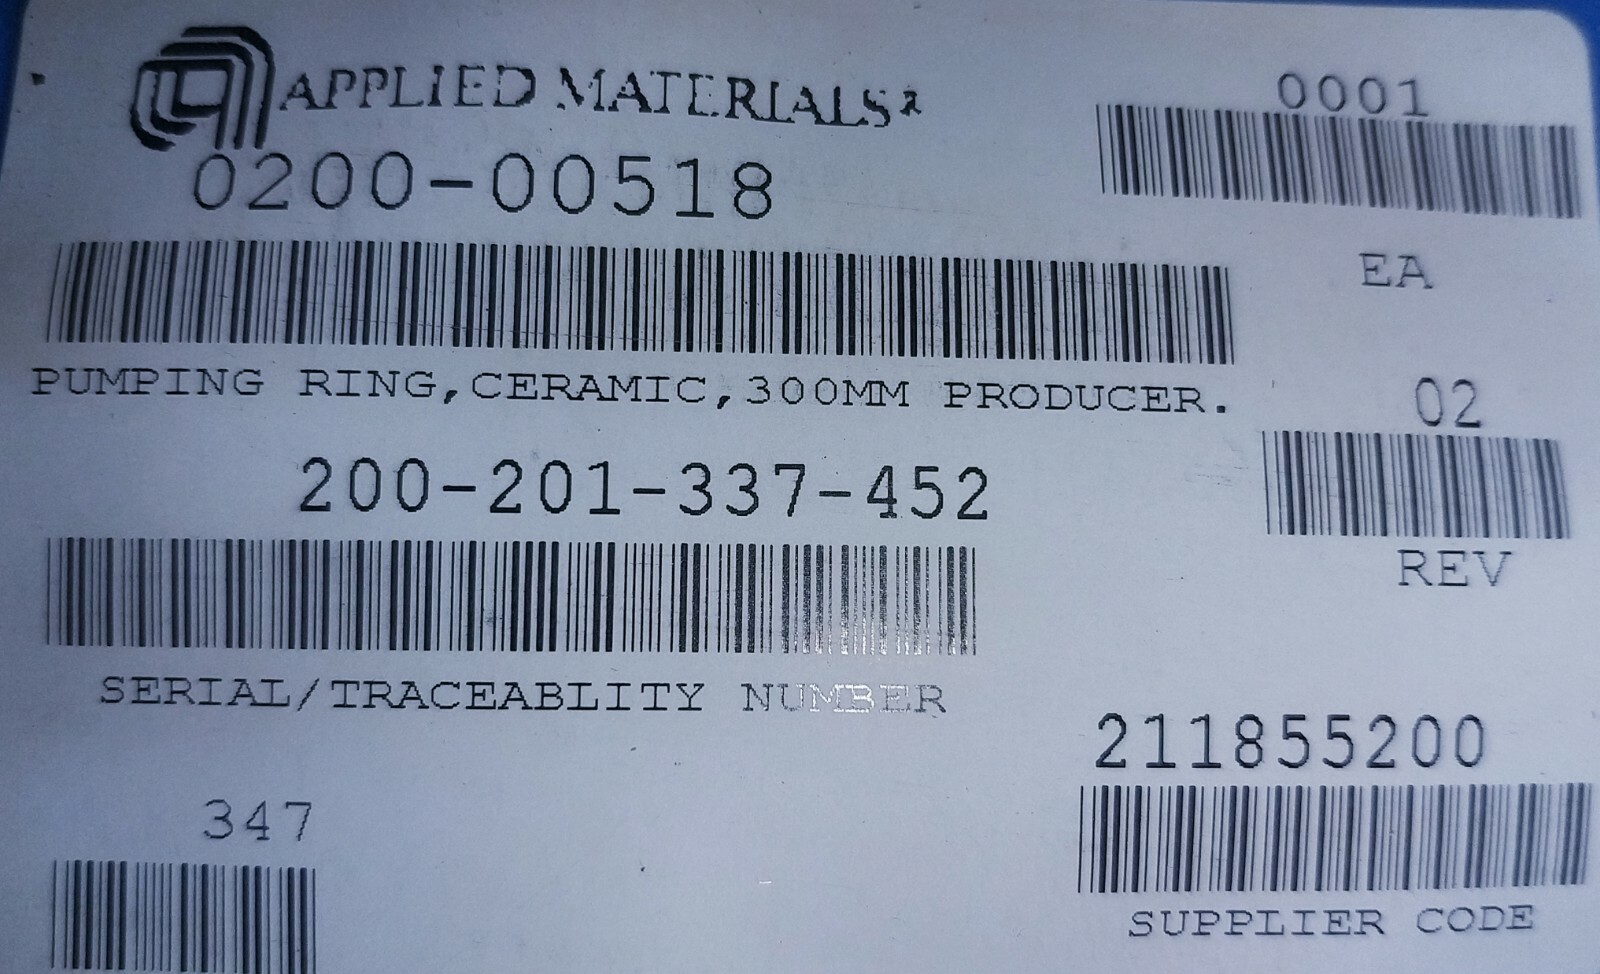 APPLIED MATERIALS
0001
0200-00518
EA
PUMPING RING,CERAMIC,300MM PRODUCER.
02
200-201-337-452
REV
SERIAL/TRACEABLITY NUMBER
211855200
347
SUPPLIER CODE